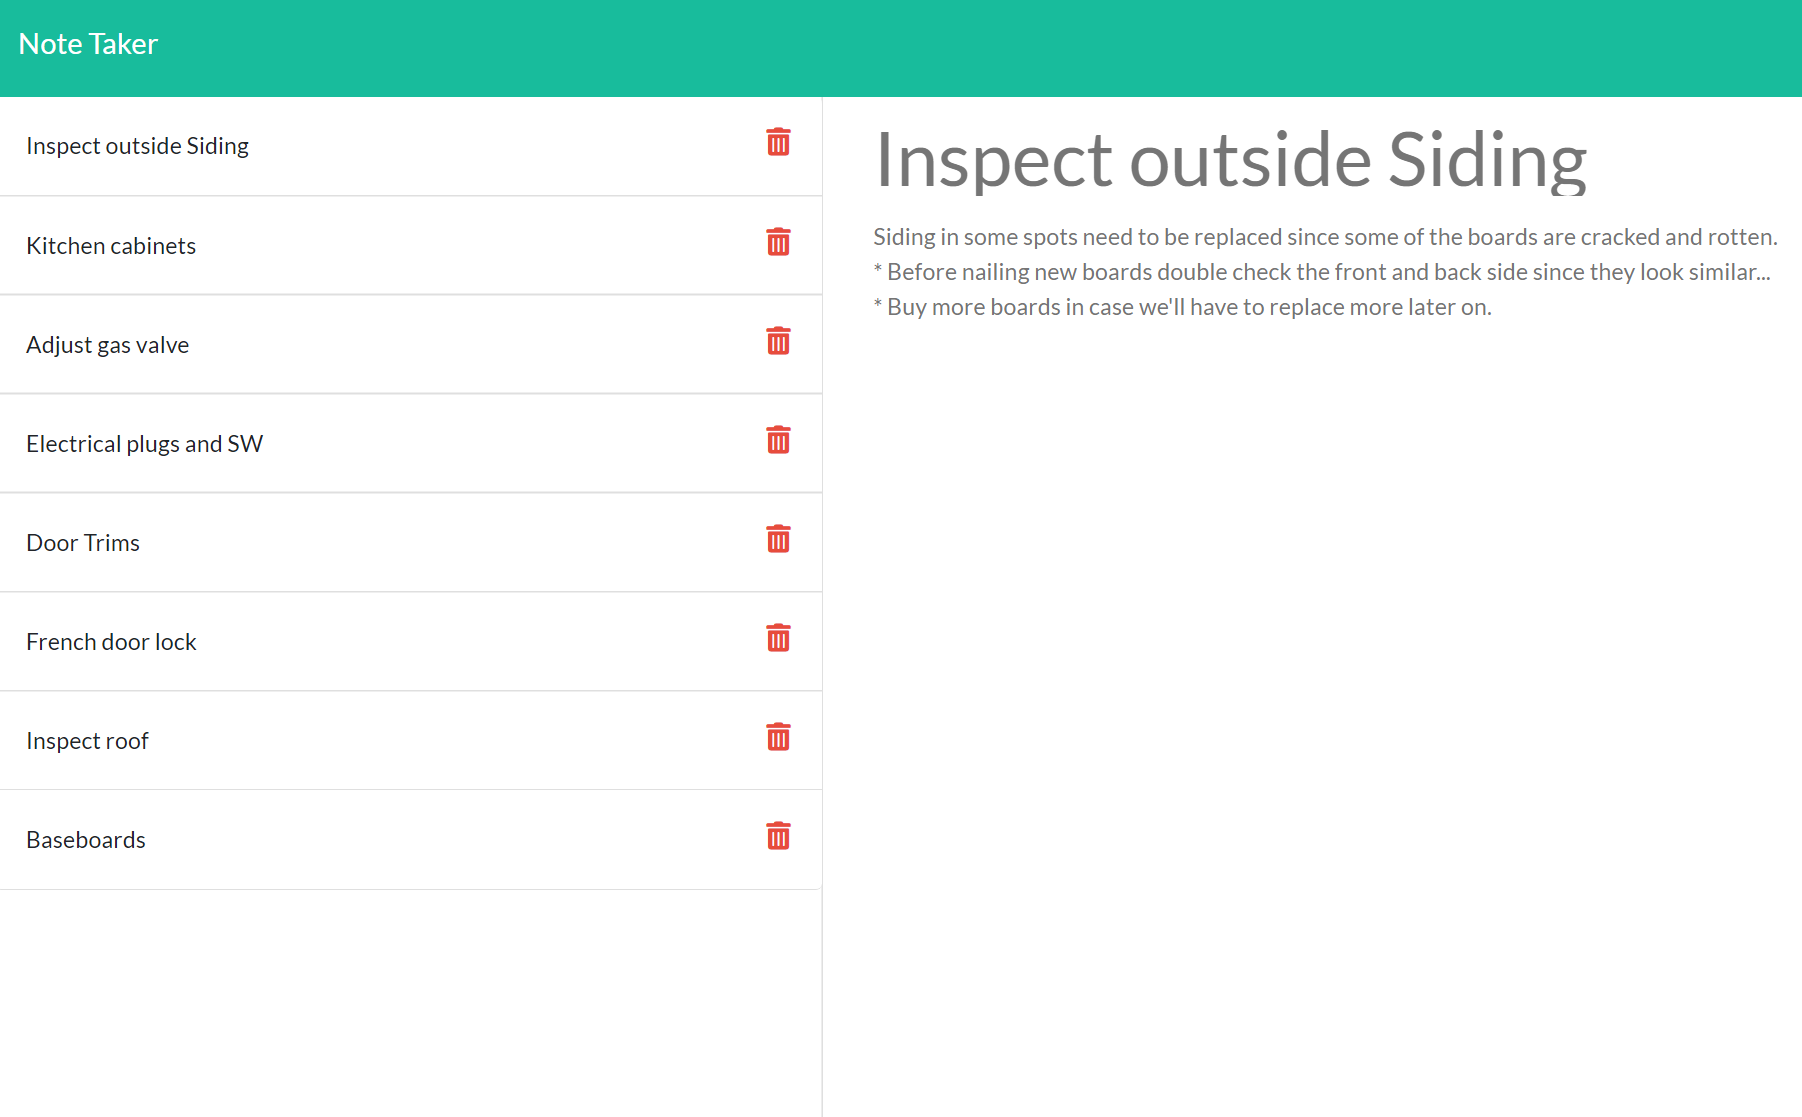 Note Taker
Inspect outside Siding
Kitchen cabinets
Adjust gas valve
Electrical plugs and SW
Door Trims
French door lock
Inspect roof
Baseboards
Inspect outside Siding
Siding in some spots need to be replaced since some of the boards are cracked and rotten.
* Before nailing new boards double check the front and back side since they look similar...
* Buy more boards in case we'll have to replace more later on.